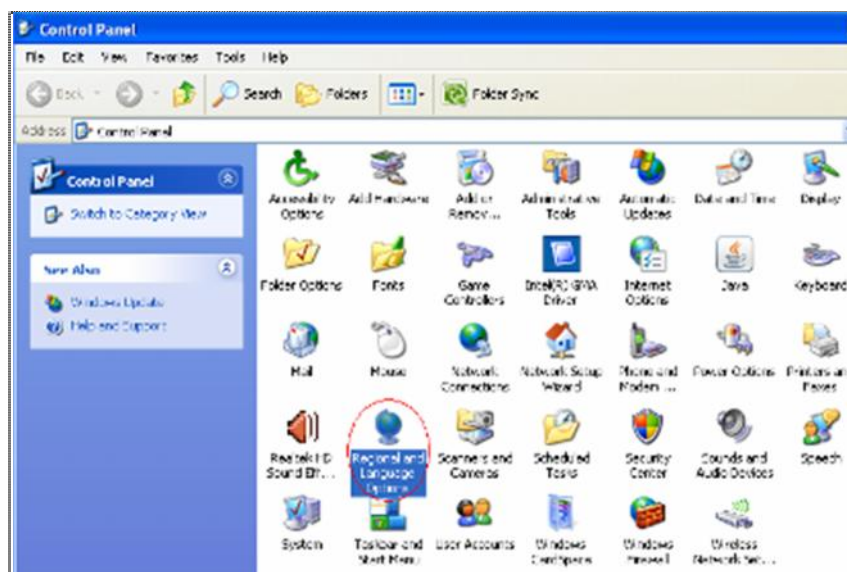 Control Panel
File Edit View Favorites Tools Help
Back Search Folders Folder Sync
Address Control Panel
Control Panel
Switch to Category View
See Also
Windows Update
Help and Support
Accessibility Options
Add Hardware
Add or Remov...
Administrative Tools
Automatic Updates
Date and Time
Display
Folder Options
Fonts
Game Controllers
Intel(R) GMA Driver
Internet Options
Java
Keyboard
Mail
Mouse
Network Connections
Network Setup Wizard
Phone and Modem ...
Power Options
Printers an
Faxes
Realtek HD Sound Eff...
Regional and Language Options
Scanners and Cameras
Scheduled Tasks
Security Center
Sounds and Audio Devices
Speech
System
Taskbar and Start Menu
User Accounts
Windows CardSpace
Windows Firewall
Wireless Network Set...